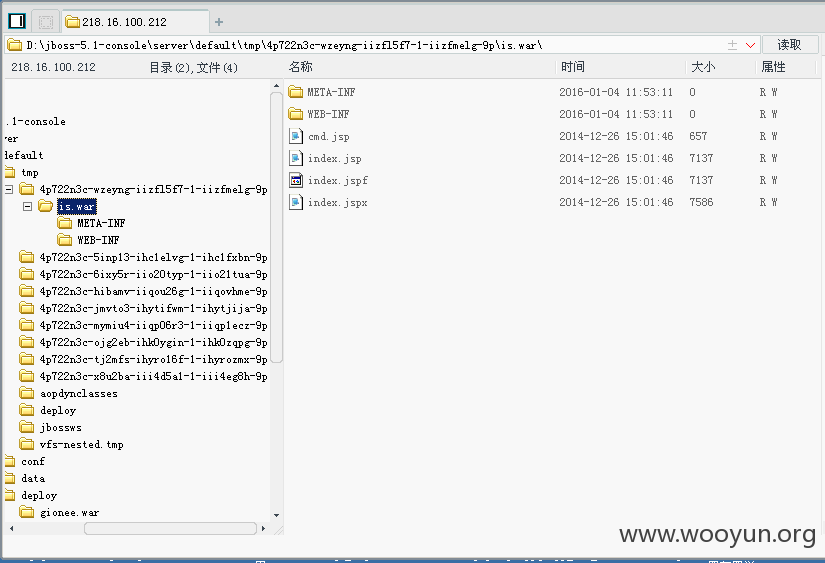 218.16.100.212
D:\jboss-5.1-console\server\default\tmp\4p722n3c-wzeyng-iizfl5f7-1-iizfmelg-9p\is.war\ 读取
218.16.100.212 目录(2),文件(4) 名称 时间 大小 属性
META-INF 2016-01-04 11:53:11 0 R W
WEB-INF 2016-01-04 11:53:11 0 R W
cmd.jsp 2014-12-26 15:01:46 657 R W
index.jsp 2014-12-26 15:01:46 7137 R W
index.jspf 2014-12-26 15:01:46 7137 R W
index.jspx 2014-12-26 15:01:46 7586 R W
.1-console
ver
default
tmp
4p722n3c-wzeyng-iizfl5f7-1-iizfmelg-9p
is.war
META-INF
WEB-INF
4p722n3c-5inp13-ihc1elvg-1-ihc1fxbn-9p
4p722n3c-6ixy5r-iio20typ-1-iio21tua-9p
4p722n3c-hibamv-iiqou26g-1-iiqovhme-9p
4p722n3c-jmvto3-ihytifwm-1-ihytjija-9p
4p722n3c-mymiu4-iiqp06r3-1-iiqp1ecz-9p
4p722n3c-ojg2eb-ihk0ygin-1-ihk0zqpg-9p
4p722n3c-tj2mfs-ihyro16f-1-ihyrozmx-9p
4p722n3c-x8u2ba-iii4d5a1-1-iii4eg8h-9p
aopdynclasses
deploy
jbossws
vfs-nested.tmp
conf
data
deploy
gionee.war
www.wooyun.org